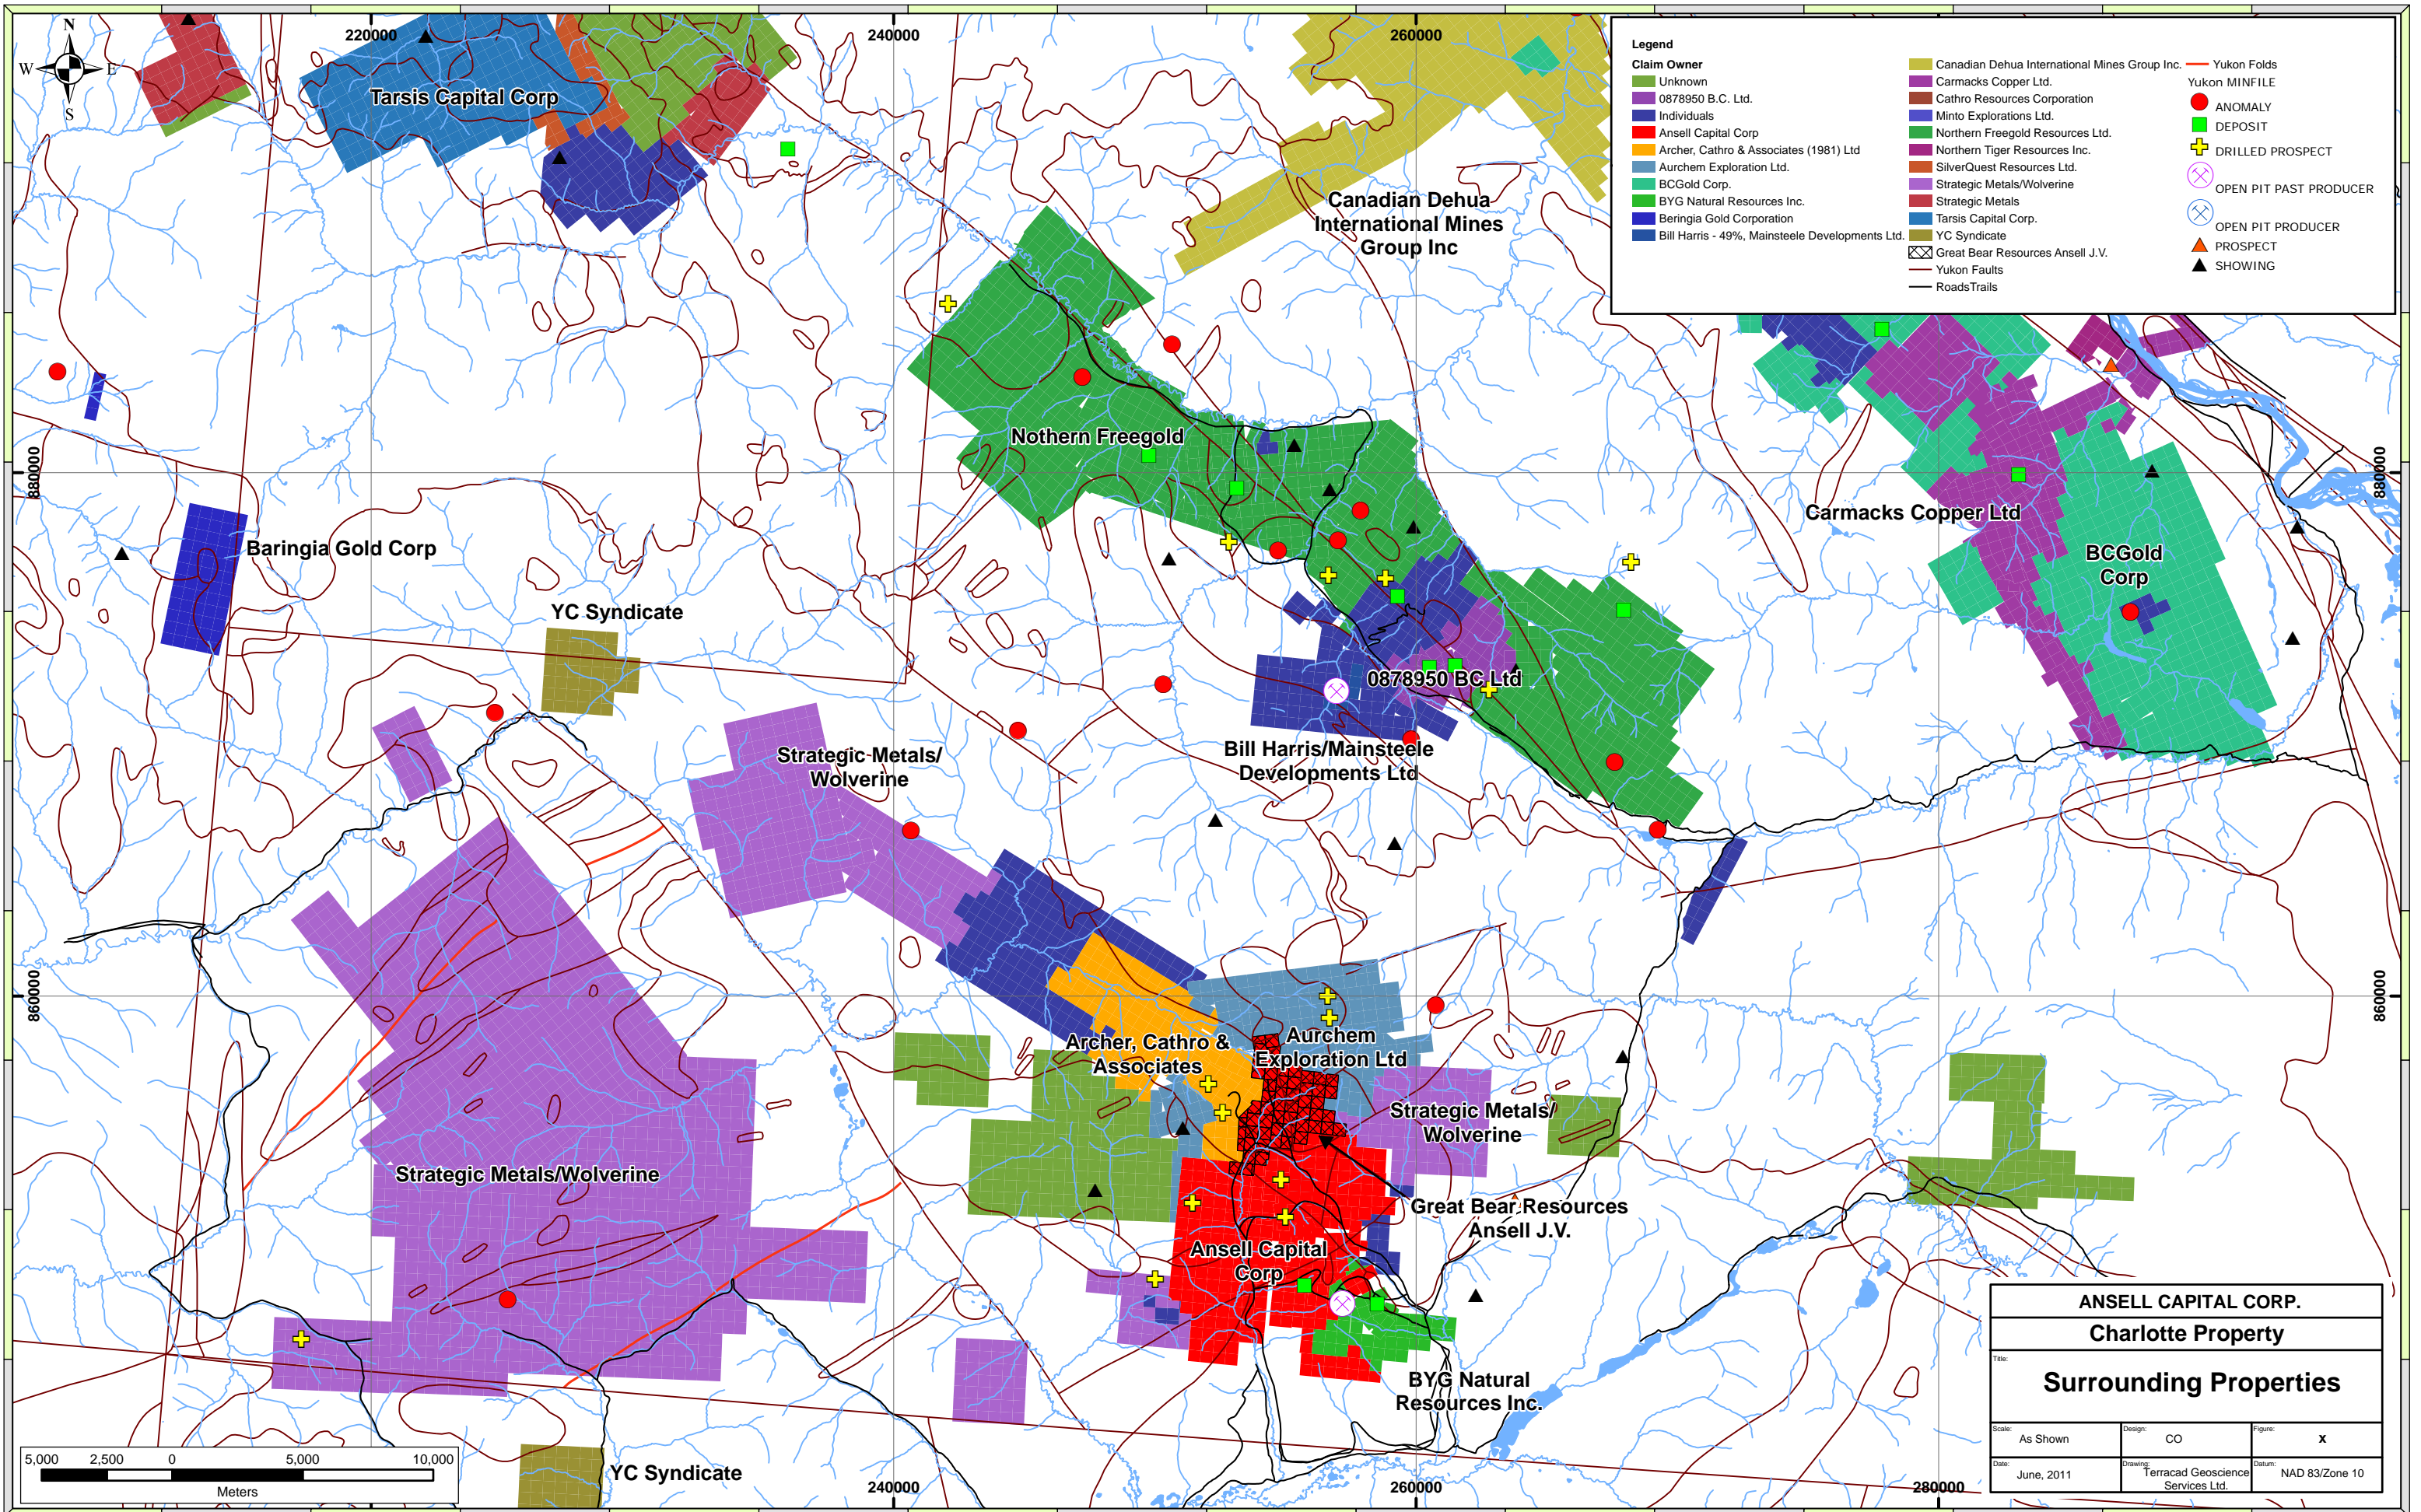 N
W
E
S
220000
240000
260000
Tarsis Capital Corp
Canadian Dehua
International Mines
Group Inc
Legend
Claim Owner
Unknown
0878950 B.C. Ltd.
Individuals
Ansell Capital Corp
Archer, Cathro & Associates (1981) Ltd
Aurchem Exploration Ltd.
BCGold Corp.
BYG Natural Resources Inc.
Beringia Gold Corporation
Bill Harris - 49%, Mainsteele Developments Ltd.
Canadian Dehua International Mines Group Inc.
Carmacks Copper Ltd.
Cathro Resources Corporation
Minto Explorations Ltd.
Northern Freegold Resources Ltd.
Northern Tiger Resources Inc.
SilverQuest Resources Ltd.
Strategic Metals/Wolverine
Strategic Metals
Tarsis Capital Corp.
YC Syndicate
Great Bear Resources Ansell J.V.
Yukon Faults
RoadsTrails
Yukon Folds
Yukon MINFILE
ANOMALY
DEPOSIT
DRILLED PROSPECT
OPEN PIT PAST PRODUCER
OPEN PIT PRODUCER
PROSPECT
SHOWING
Nothern Freegold
880000
880000
Carmacks Copper Ltd
Baringia Gold Corp
BCGold
Corp
YC Syndicate
0878950 BC Ltd
Strategic Metals/
Wolverine
Bill Harris/Mainsteele
Developments Ltd
860000
860000
Archer, Cathro &
Associates
Aurchem
Exploration Ltd
Strategic Metals/
Wolverine
Strategic Metals/Wolverine
Great Bear Resources
Ansell J.V.
Ansell Capital
Corp
BYG Natural
Resources Inc.
YC Syndicate
5,000 2,500 0 5,000 10,000
Meters
240000
260000
280000
ANSELL CAPITAL CORP.
Charlotte Property
Title:
Surrounding Properties
Scale: As Shown
Design: CO
Figure: X
Date: June, 2011
Drawing: Terracad Geoscience
Services Ltd.
Datum: NAD 83/Zone 10